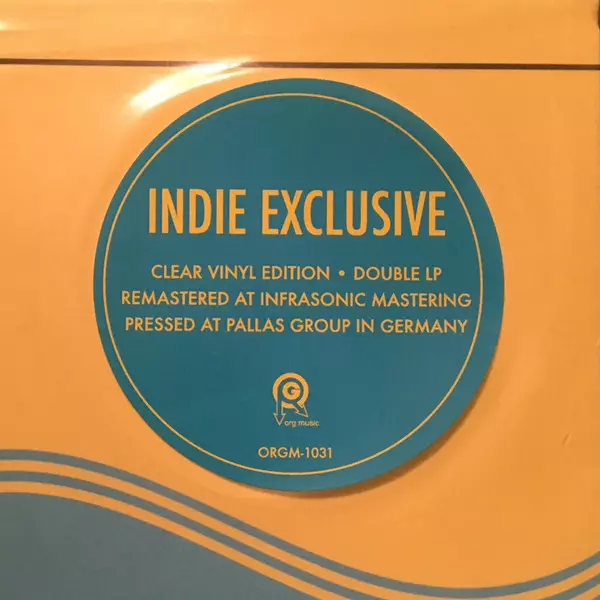 INDIE EXCLUSIVE
CLEAR VINYL EDITION • DOUBLE LP
REMASTERED AT INFRASONIC MASTERING
PRESSED AT PALLAS GROUP IN GERMANY
G
org music
ORGM-1031